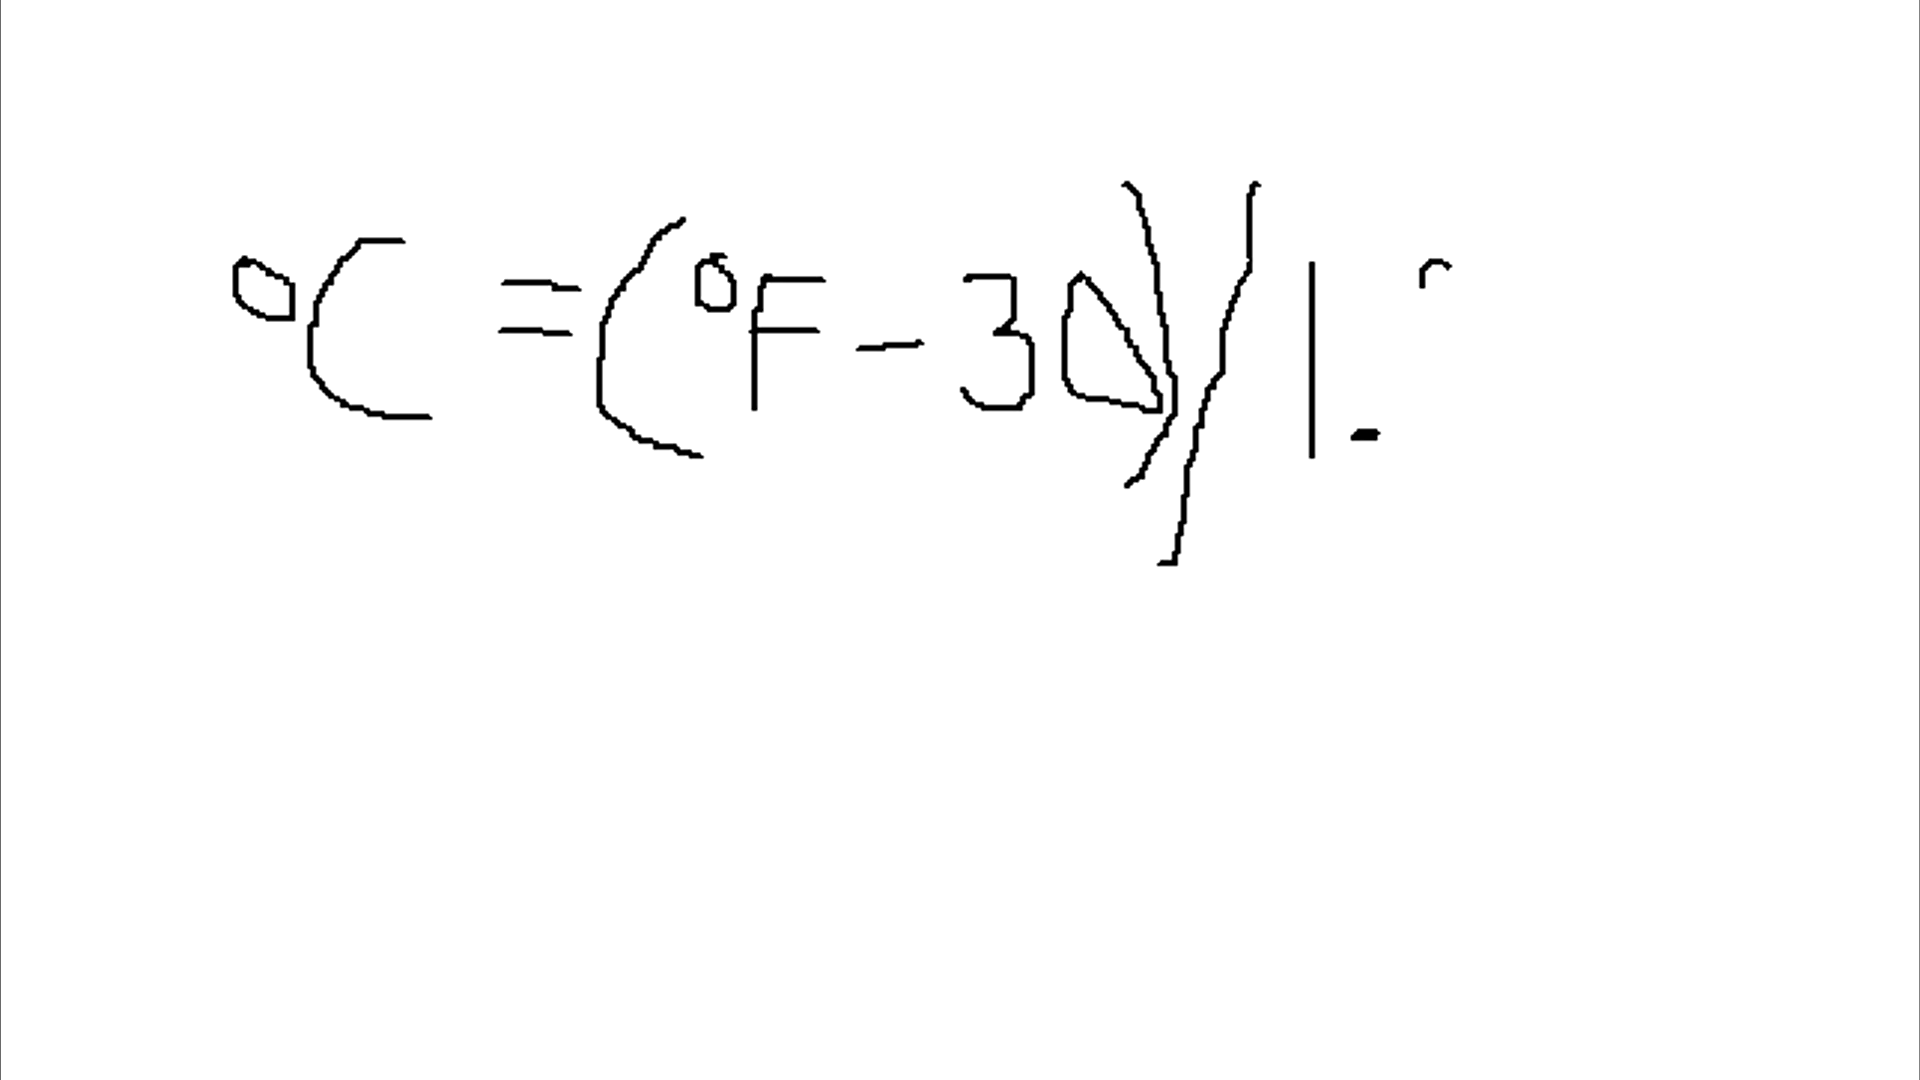 °C = (°F - 30)/1.